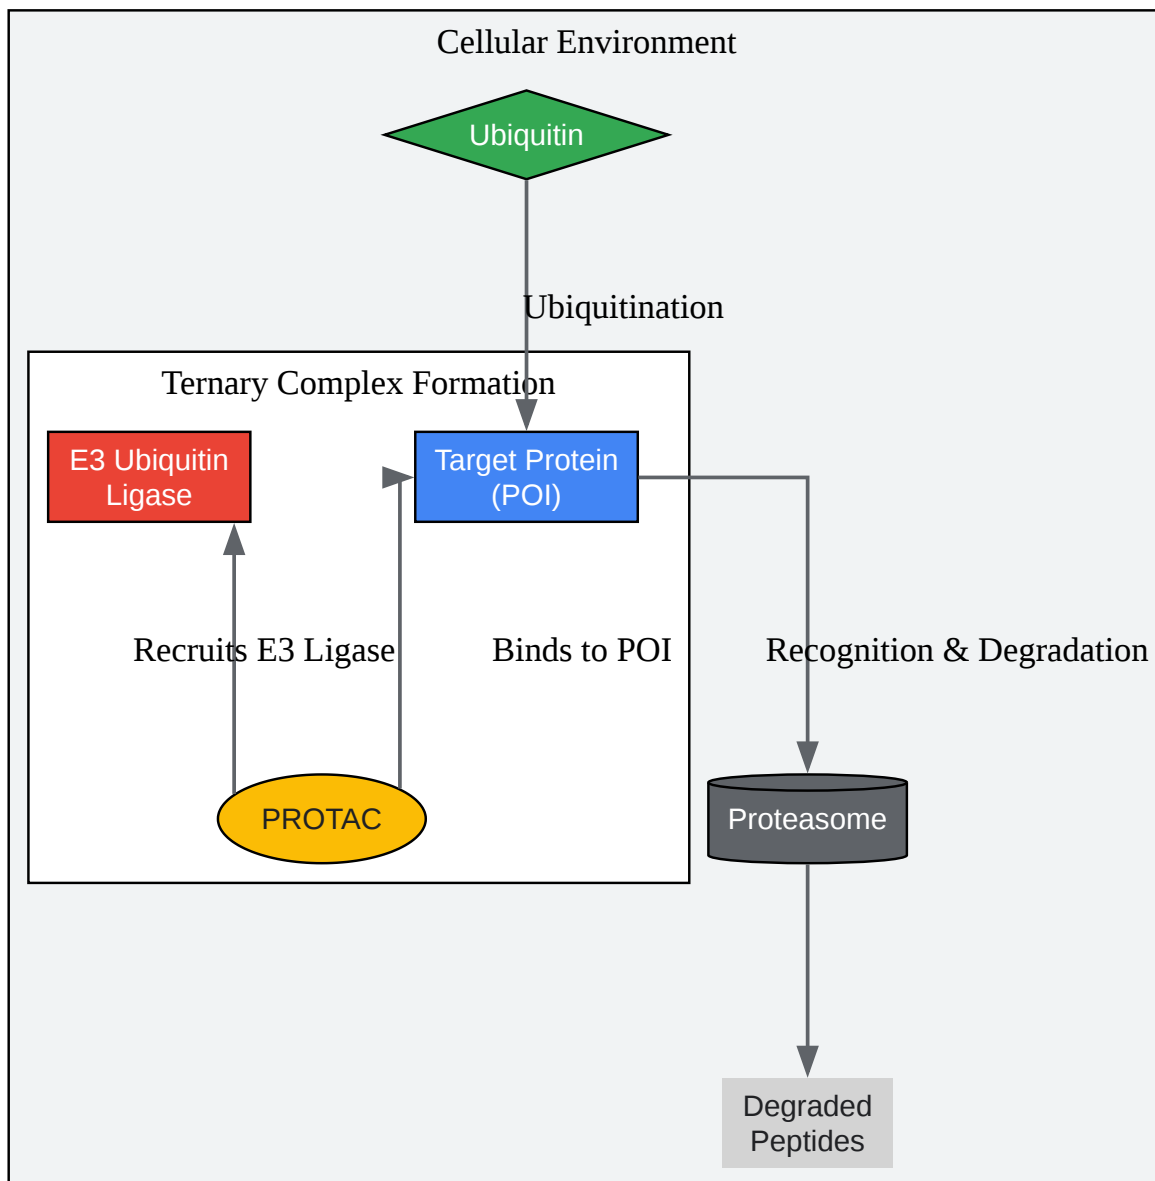 Cellular Environment
Ubiquitin
Ubiquitination
Ternary Complex Formation
E3 Ubiquitin
Ligase
Target Protein
(POI)
Recruits E3 Ligase
Binds to POI
Recognition & Degradation
PROTAC
Proteasome
Degraded
Peptides